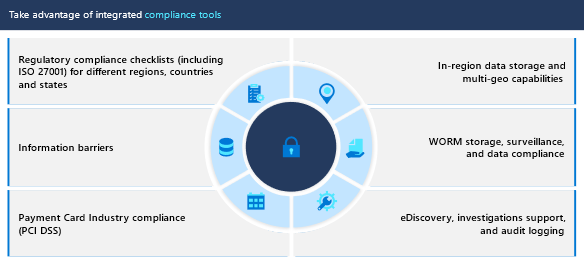 Take advantage of integrated compliance tools
Regulatory compliance checklists (including
ISO 27001) for different regions, countries
and states
In-region data storage and
multi-geo capabilities
Information barriers
WORM storage, surveillance,
and data compliance
Payment Card Industry compliance
(PCI DSS)
eDiscovery, investigations support,
and audit logging